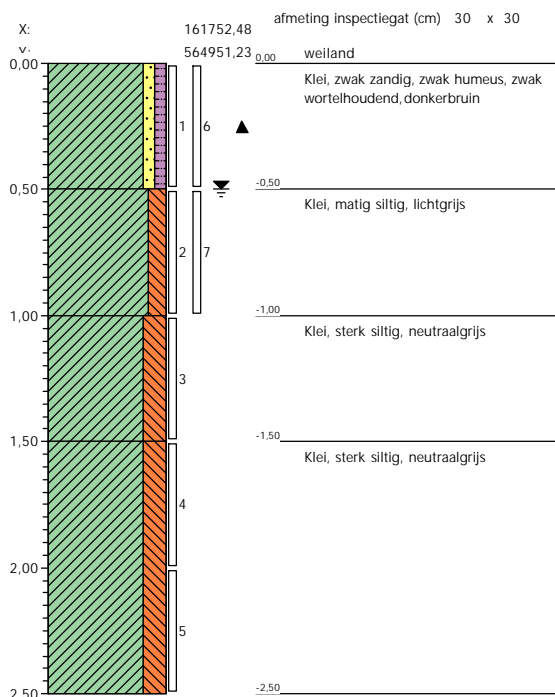 afmeting inspectiegat (cm) 30 x 30
X: 161752,48
564951,23
0,00 0,00 weiland
Klei, zwak zandig, zwak humeus, zwak
wortelhoudend, donkerbruin
1 6
0,50 -0,50
Klei, matig siltig, lichtgrijs
2 7
1,00 -1,00
Klei, sterk siltig, neutraalgrijs
3
1,50 -1,50
Klei, sterk siltig, neutraalgrijs
4
2,00
5
2,50 -2,50